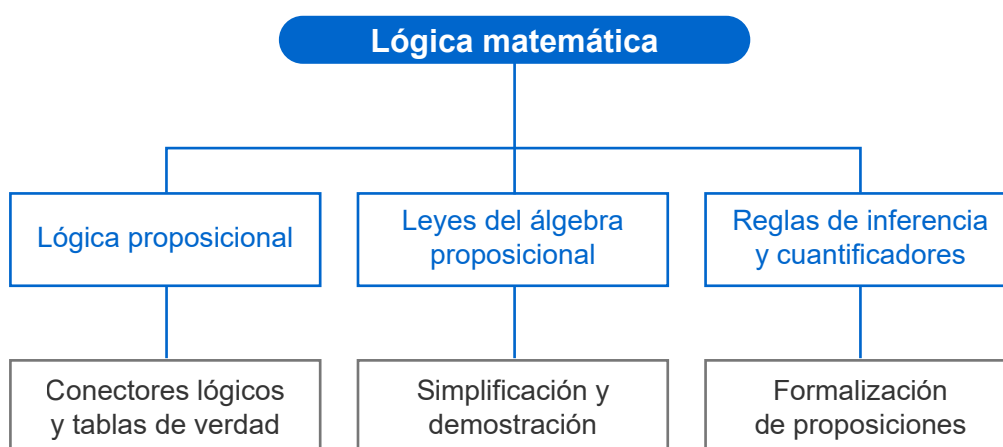 Lógica matemática
Lógica proposicional
Leyes del álgebra
proposicional
Reglas de inferencia
y cuantificadores
Conectores lógicos
y tablas de verdad
Simplificación y
demostración
Formalización
de proposiciones